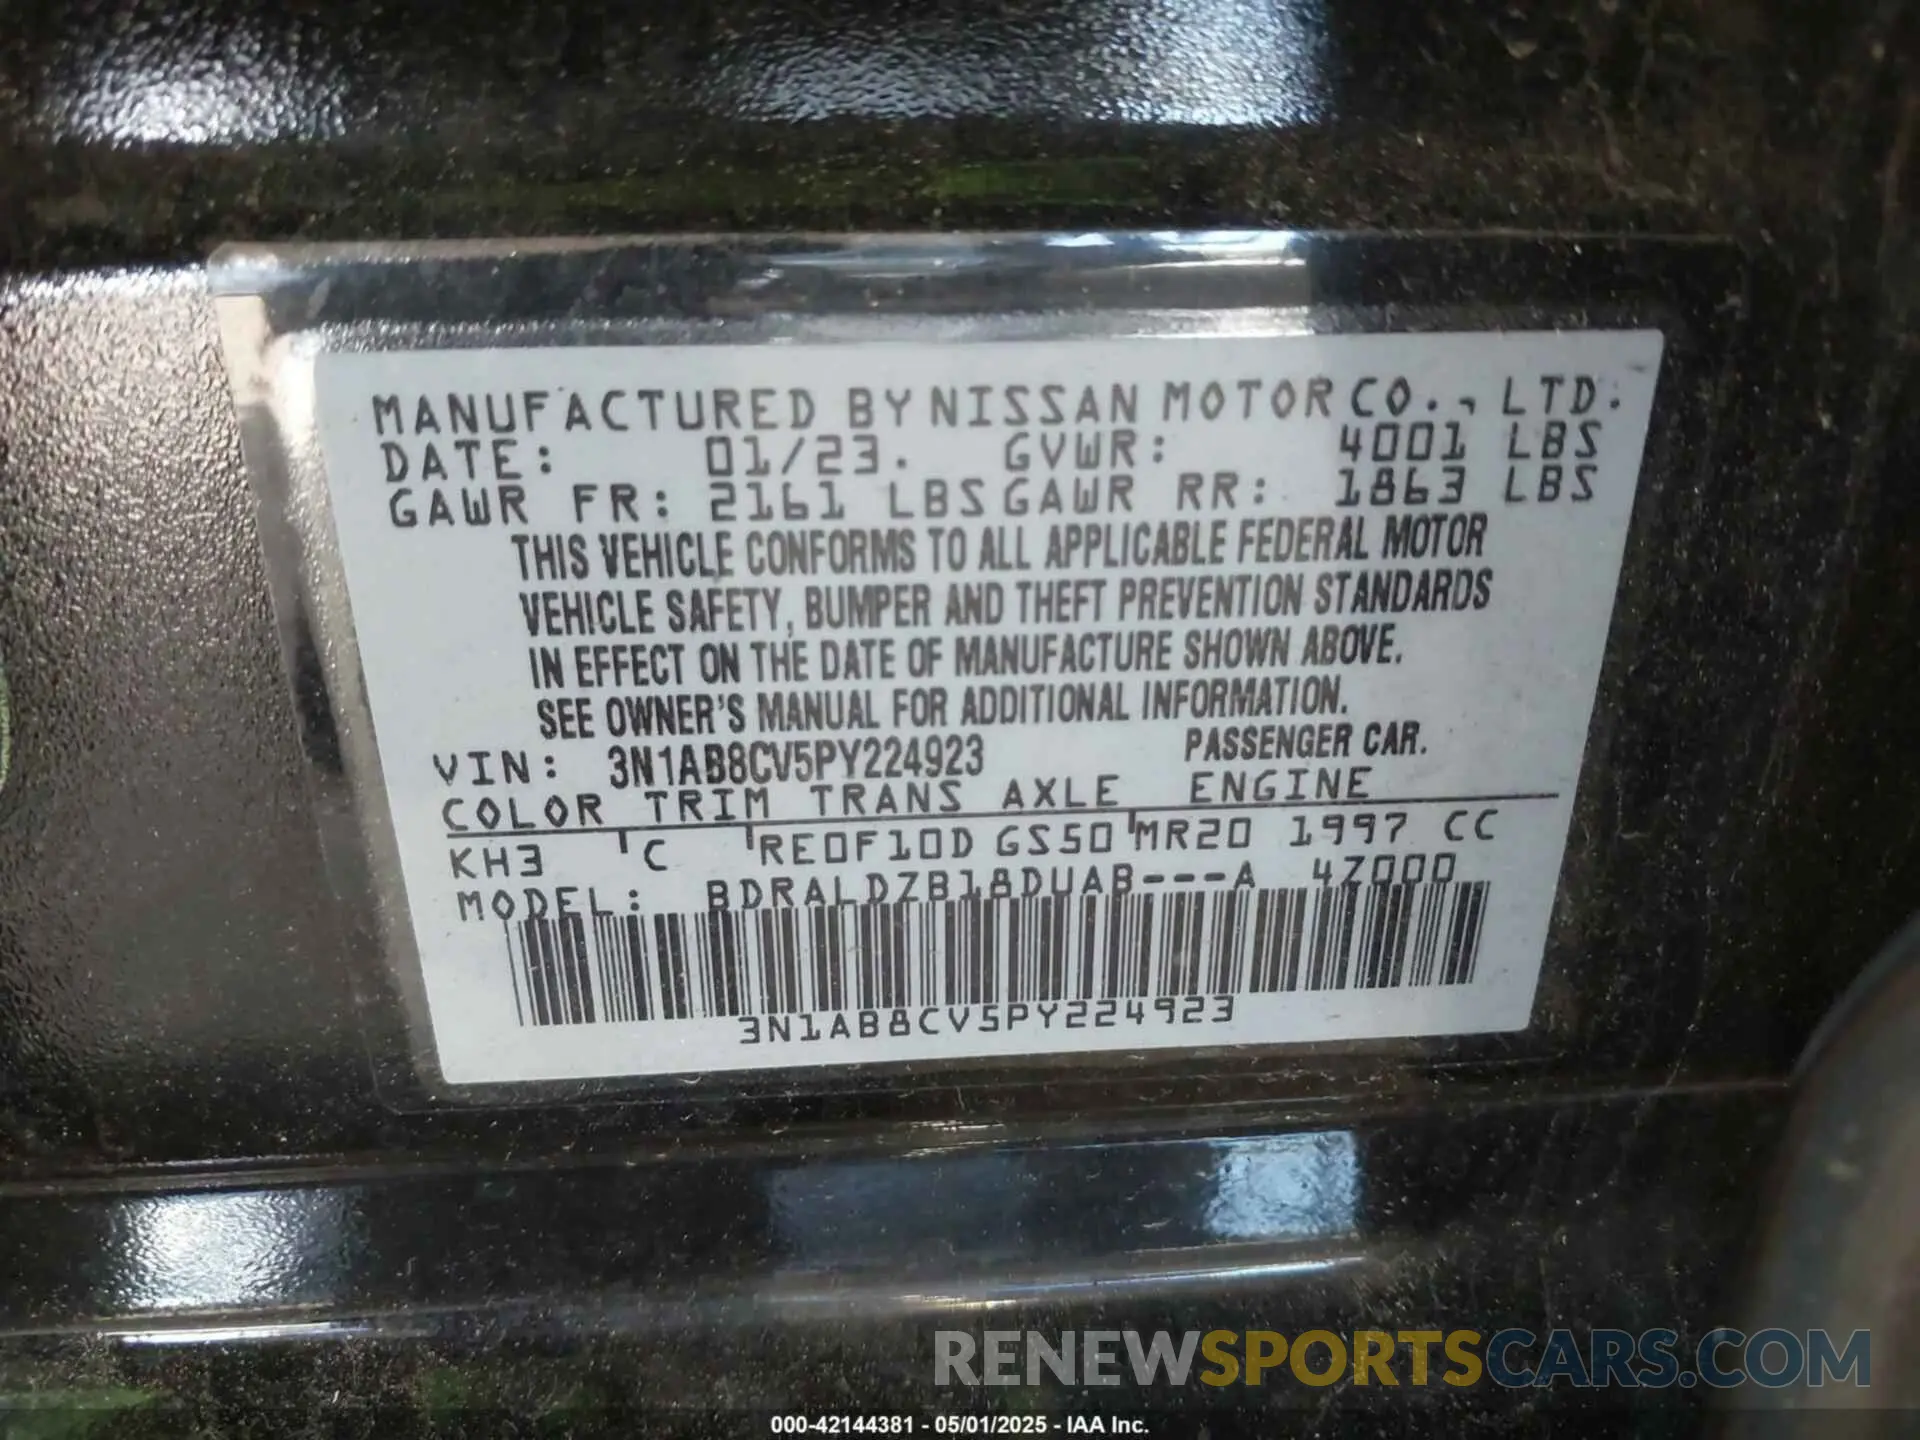 MANUFACTURED BY NISSAN MOTOR CO., LTD.
DATE: 01/23. GVWR: 4001 LBS
GAWR FR: 2161 LBS GAWR RR: 1863 LBS
THIS VEHICLE CONFORMS TO ALL APPLICABLE FEDERAL MOTOR
VEHICLE SAFETY, BUMPER AND THEFT PREVENTION STANDARDS
IN EFFECT ON THE DATE OF MANUFACTURE SHOWN ABOVE.
SEE OWNER'S MANUAL FOR ADDITIONAL INFORMATION.
VIN: 3N1AB8CV5PY224923 PASSENGER CAR.
COLOR TRIM TRANS AXLE ENGINE
KH3 C RE0F10D GS50 MR20 1997 CC
MODEL: BDRALDZB18DUAB---A 4Z000
3N1AB8CV5PY224923
RENEWSPORTSCARS.COM
000-42144381 - 05/01/2025 - IAA Inc.